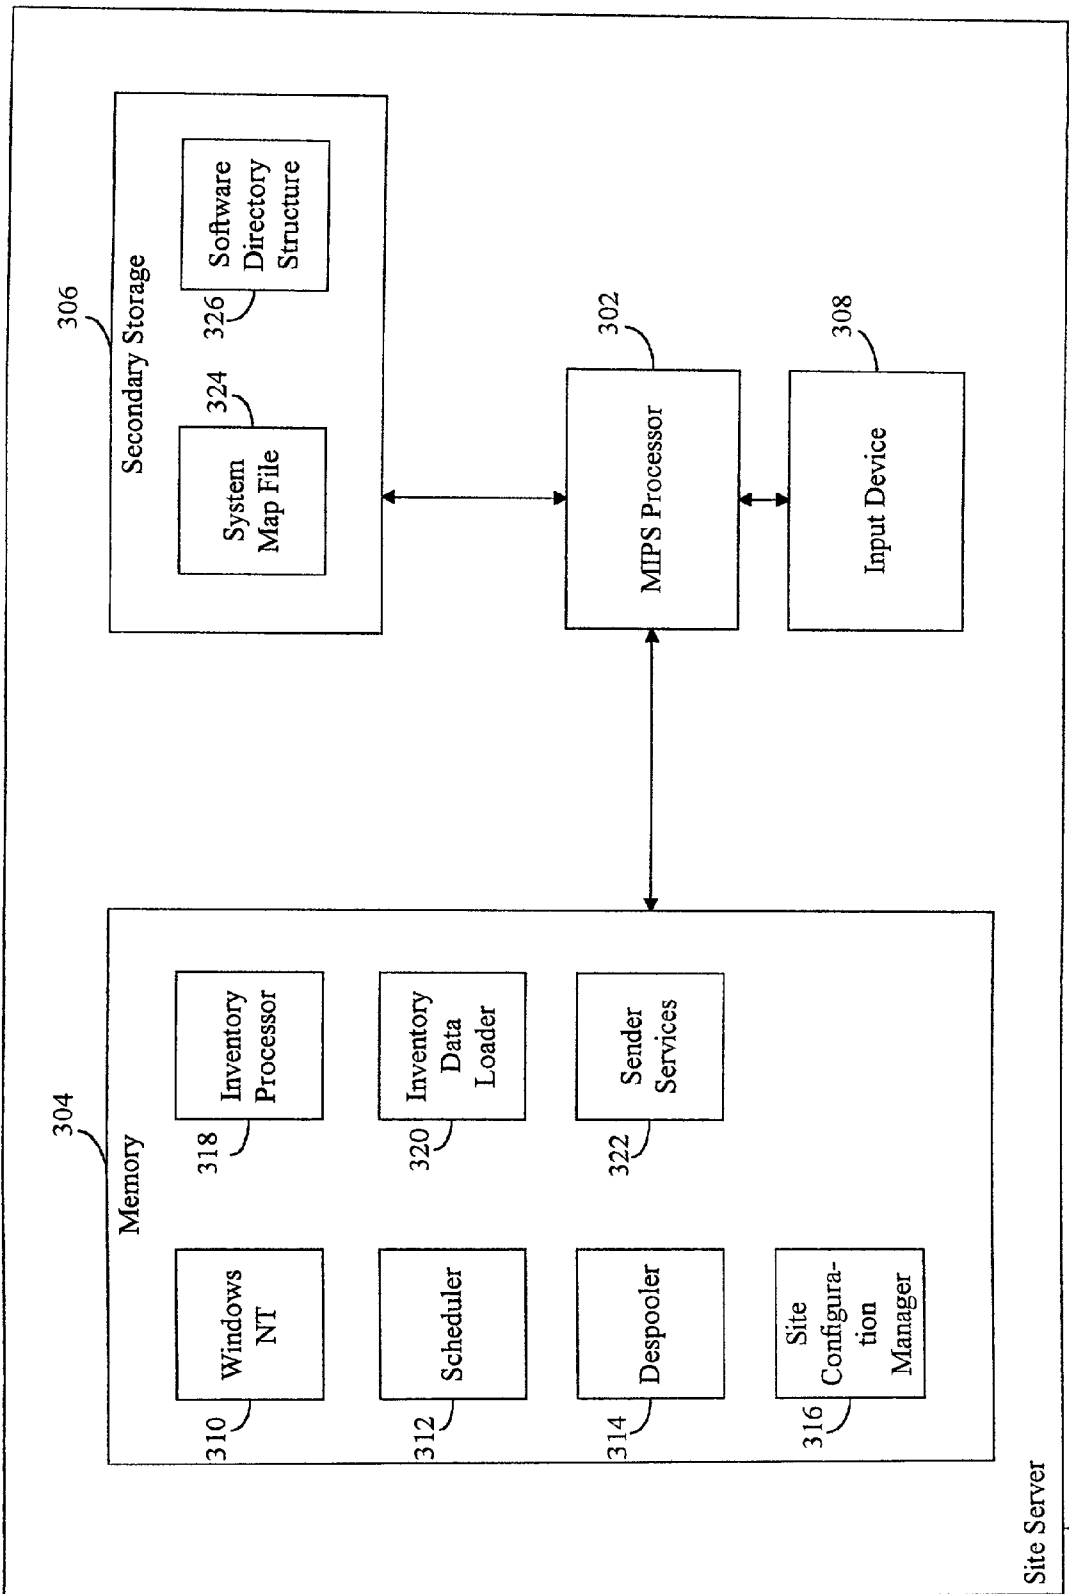 304
Memory
310
Windows
NT
318
Inventory
Processor
312
Scheduler
320
Inventory
Data
Loader
314
Despooler
322
Sender
Services
316
Site
Configura-
tion
Manager
306
Secondary Storage
324
System
Map File
326
Software
Directory
Structure
302
MIPS Processor
308
Input Device
Site Server